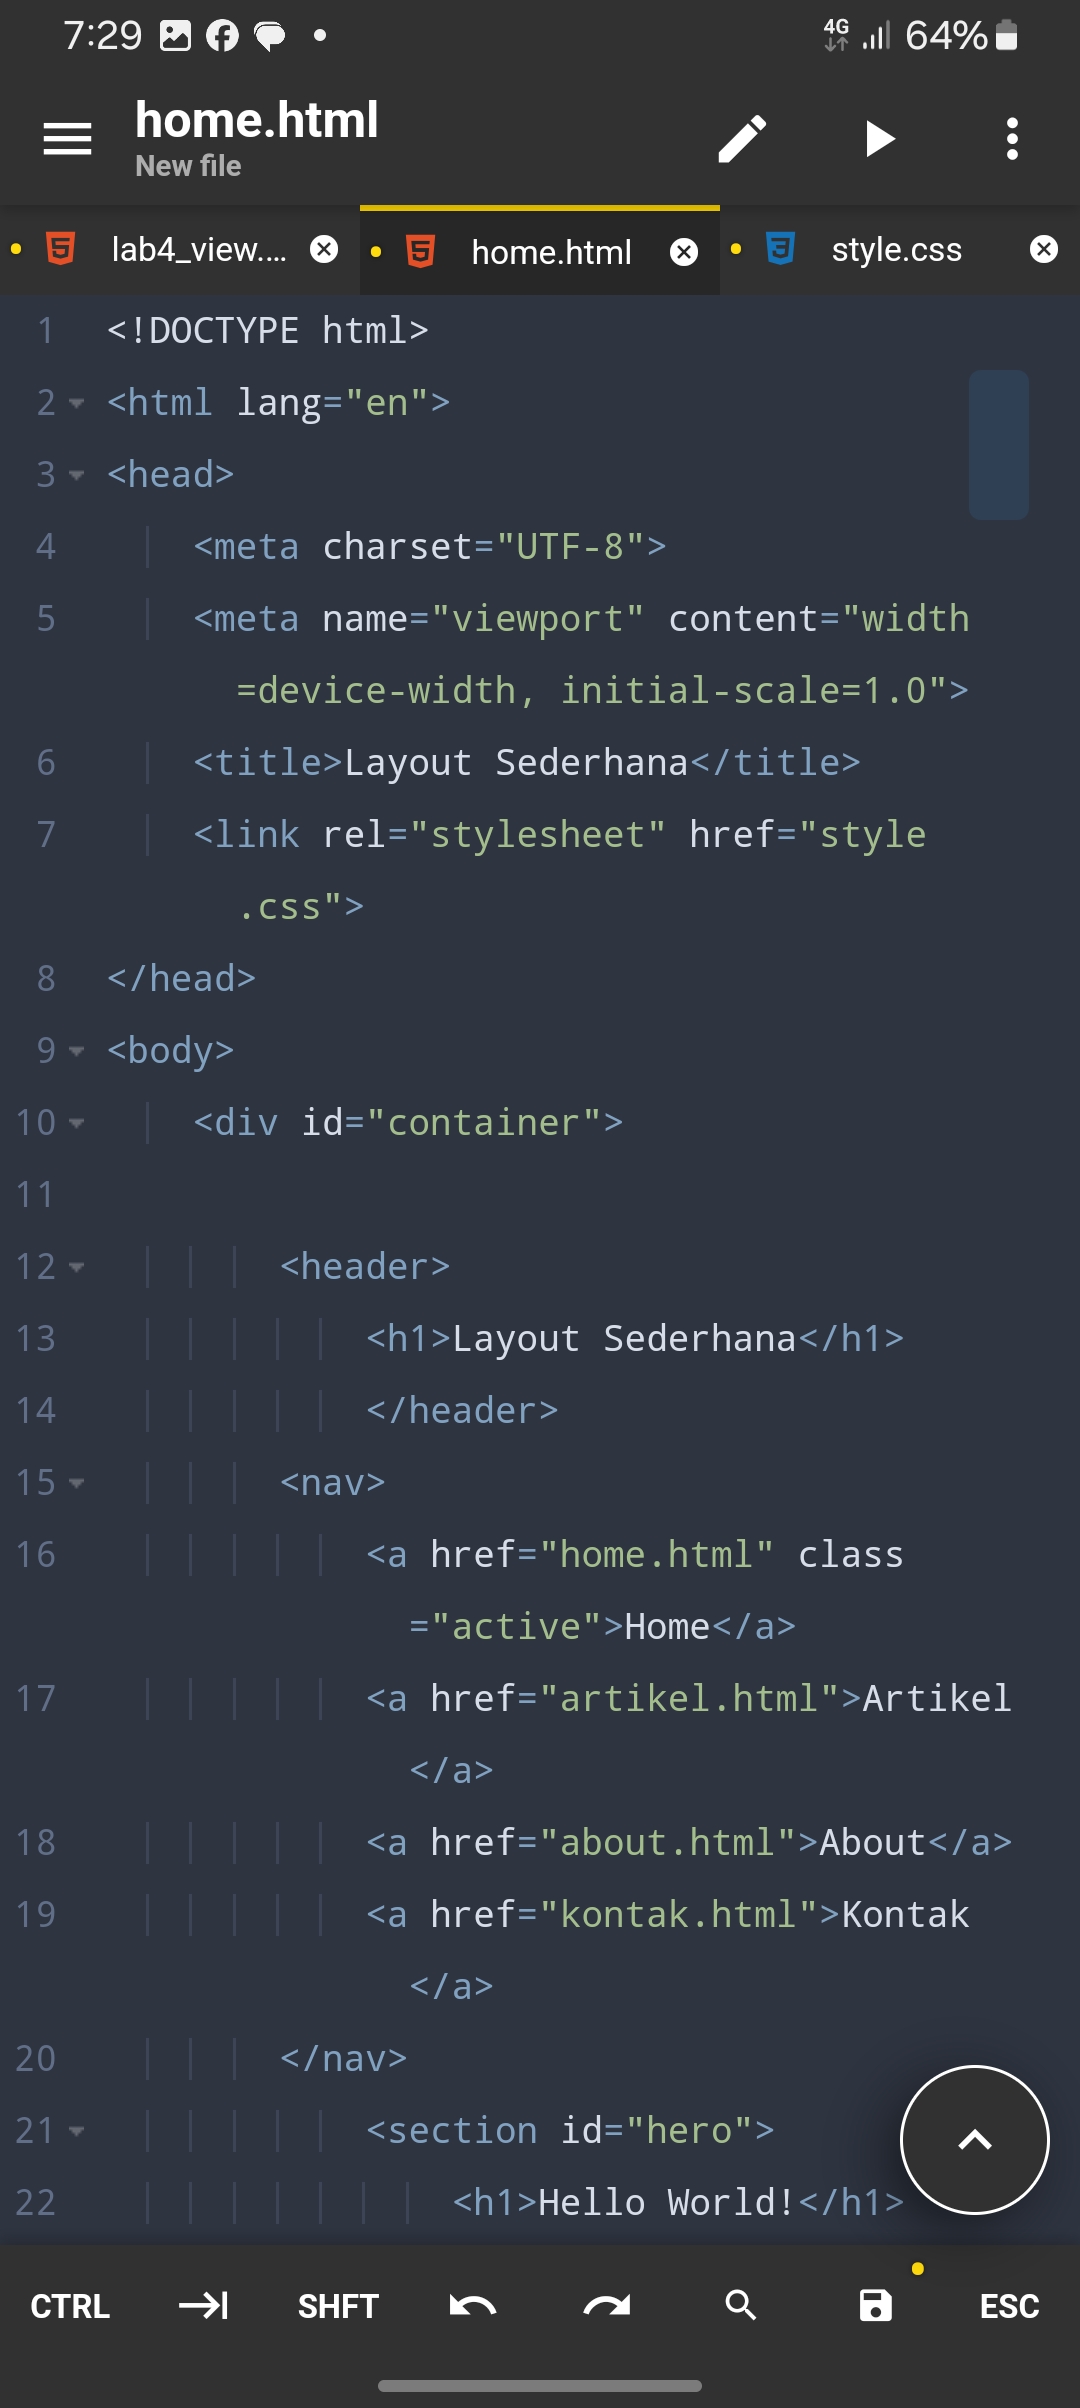 7:29 4G 64%
home.html
New file
lab4_view.... home.html style.css
1 <!DOCTYPE html>
2 <html lang="en">
3 <head>
4 <meta charset="UTF-8">
5 <meta name="viewport" content="width
=device-width, initial-scale=1.0">
6 <title>Layout Sederhana</title>
7 <link rel="stylesheet" href="style
.css">
8 </head>
9 <body>
10 <div id="container">
11
12 <header>
13 <h1>Layout Sederhana</h1>
14 </header>
15 <nav>
16 <a href="home.html" class
="active">Home</a>
17 <a href="artikel.html">Artikel
</a>
18 <a href="about.html">About</a>
19 <a href="kontak.html">Kontak
</a>
20 </nav>
21 <section id="hero">
22 <h1>Hello World!</h1>
CTRL SHFT ESC